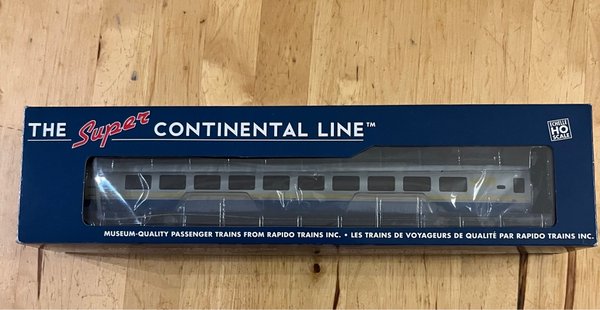 THE Super CONTINENTAL LINE™
ECHELLE
HO
SCALE
MUSEUM-QUALITY PASSENGER TRAINS FROM RAPIDO TRAINS INC. • LES TRAINS DE VOYAGEURS DE QUALITÉ PAR RAPIDO TRAINS INC.